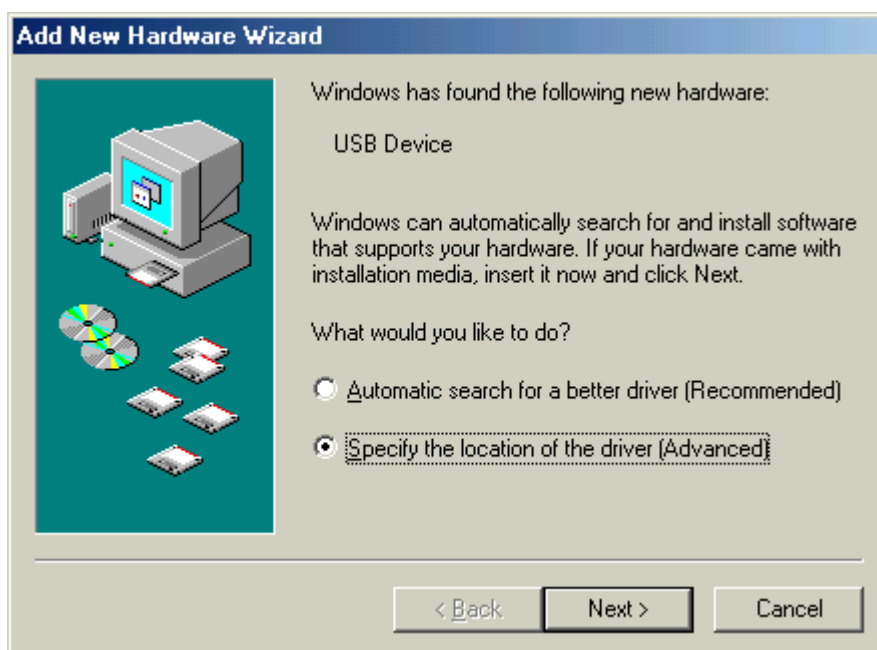 Add New Hardware Wizard
Windows has found the following new hardware:
USB Device
Windows can automatically search for and install software
that supports your hardware. If your hardware came with
installation media, insert it now and click Next.
What would you like to do?
Automatic search for a better driver (Recommended)
Specify the location of the driver (Advanced)
< Back
Next >
Cancel